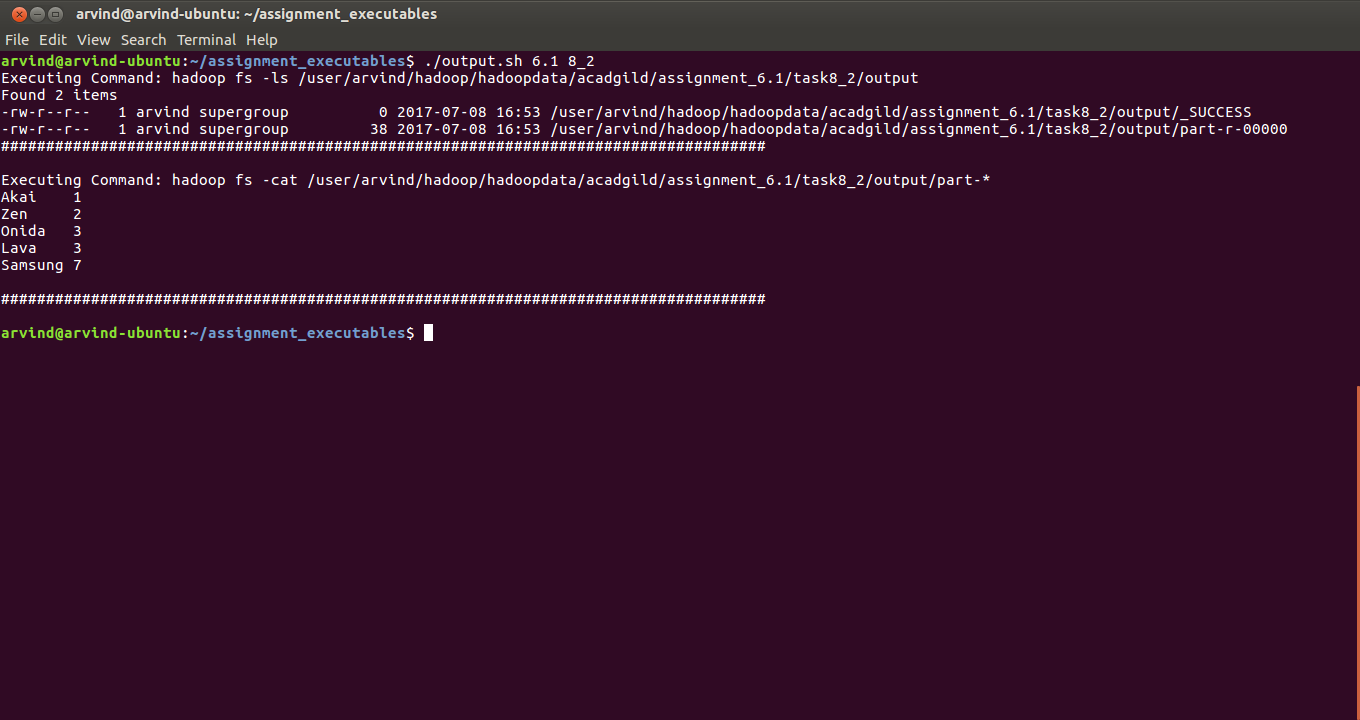 arvind@arvind-ubuntu: ~/assignment_executables
File Edit View Search Terminal Help
arvind@arvind-ubuntu:~/assignment_executables$ ./output.sh 6.1 8_2
Executing Command: hadoop fs -ls /user/arvind/hadoop/hadoopdata/acadgild/assignment_6.1/task8_2/output
Found 2 items
-rw-r--r--   1 arvind supergroup          0 2017-07-08 16:53 /user/arvind/hadoop/hadoopdata/acadgild/assignment_6.1/task8_2/output/_SUCCESS
-rw-r--r--   1 arvind supergroup         38 2017-07-08 16:53 /user/arvind/hadoop/hadoopdata/acadgild/assignment_6.1/task8_2/output/part-r-00000
#####################################################################################
Executing Command: hadoop fs -cat /user/arvind/hadoop/hadoopdata/acadgild/assignment_6.1/task8_2/output/part-*
Akai    1
Zen     2
Onida   3
Lava    3
Samsung 7
#####################################################################################
arvind@arvind-ubuntu:~/assignment_executables$